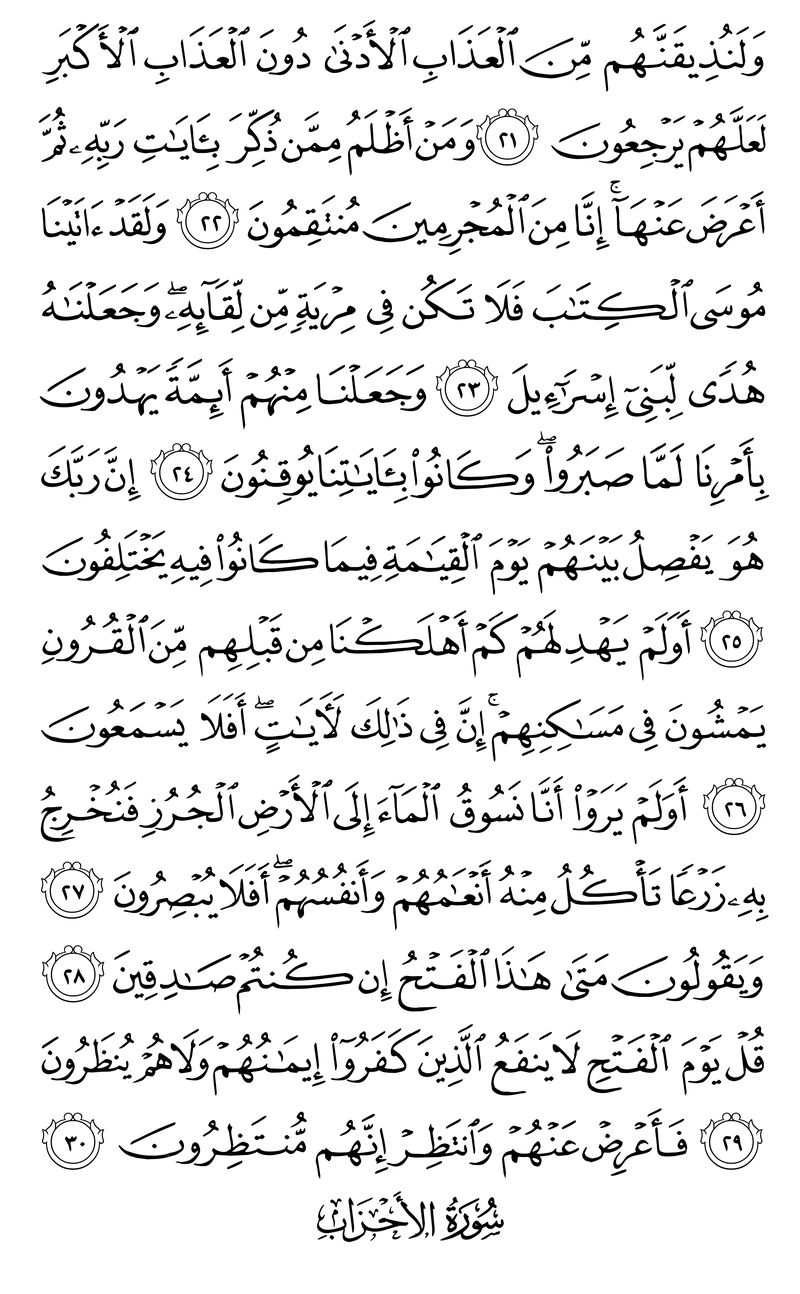 وَلَنُذِيقَنَّهُم مِّنَ ٱلْعَذَابِ ٱلْأَدْنَىٰ دُونَ ٱلْعَذَابِ ٱلْأَكْبَرِ
لَعَلَّهُمْ يَرْجِعُونَ ٢١ وَمَنْ أَظْلَمُ مِمَّن ذُكِّرَ بِـَٔايَـٰتِ رَبِّهِۦ ثُمَّ
أَعْرَضَ عَنْهَآ ۚ إِنَّا مِنَ ٱلْمُجْرِمِينَ مُنتَقِمُونَ ٢٢ وَلَقَدْ ءَاتَيْنَا
مُوسَى ٱلْكِتَـٰبَ فَلَا تَكُن فِى مِرْيَةٍ مِّن لِّقَآئِهِۦ ۖ وَجَعَلْنَـٰهُ
هُدًى لِّبَنِىٓ إِسْرَٰٓءِيلَ ٢٣ وَجَعَلْنَا مِنْهُمْ أَئِمَّةً يَهْدُونَ
بِأَمْرِنَا لَمَّا صَبَرُوا۟ ۖ وَكَانُوا۟ بِـَٔايَـٰتِنَا يُوقِنُونَ ٢٤ إِنَّ رَبَّكَ
هُوَ يَفْصِلُ بَيْنَهُمْ يَوْمَ ٱلْقِيَـٰمَةِ فِيمَا كَانُوا۟ فِيهِ يَخْتَلِفُونَ
٢٥ أَوَلَمْ يَهْدِ لَهُمْ كَمْ أَهْلَكْنَا مِن قَبْلِهِم مِّنَ ٱلْقُرُونِ
يَمْشُونَ فِى مَسَـٰكِنِهِمْ ۚ إِنَّ فِى ذَٰلِكَ لَـَٔايَـٰتٍ ۖ أَفَلَا يَسْمَعُونَ
٢٦ أَوَلَمْ يَرَوْا۟ أَنَّا نَسُوقُ ٱلْمَآءَ إِلَى ٱلْأَرْضِ ٱلْجُرُزِ فَنُخْرِجُ
بِهِۦ زَرْعًا تَأْكُلُ مِنْهُ أَنْعَـٰمُهُمْ وَأَنفُسُهُمْ ۖ أَفَلَا يُبْصِرُونَ ٢٧
وَيَقُولُونَ مَتَىٰ هَـٰذَا ٱلْفَتْحُ إِن كُنتُمْ صَـٰدِقِينَ ٢٨
قُلْ يَوْمَ ٱلْفَتْحِ لَا يَنفَعُ ٱلَّذِينَ كَفَرُوٓا۟ إِيمَـٰنُهُمْ وَلَا هُمْ يُنظَرُونَ
٢٩ فَأَعْرِضْ عَنْهُمْ وَٱنتَظِرْ إِنَّهُم مُّنتَظِرُونَ ٣٠
سُورَةُ الأَحْزَابِ